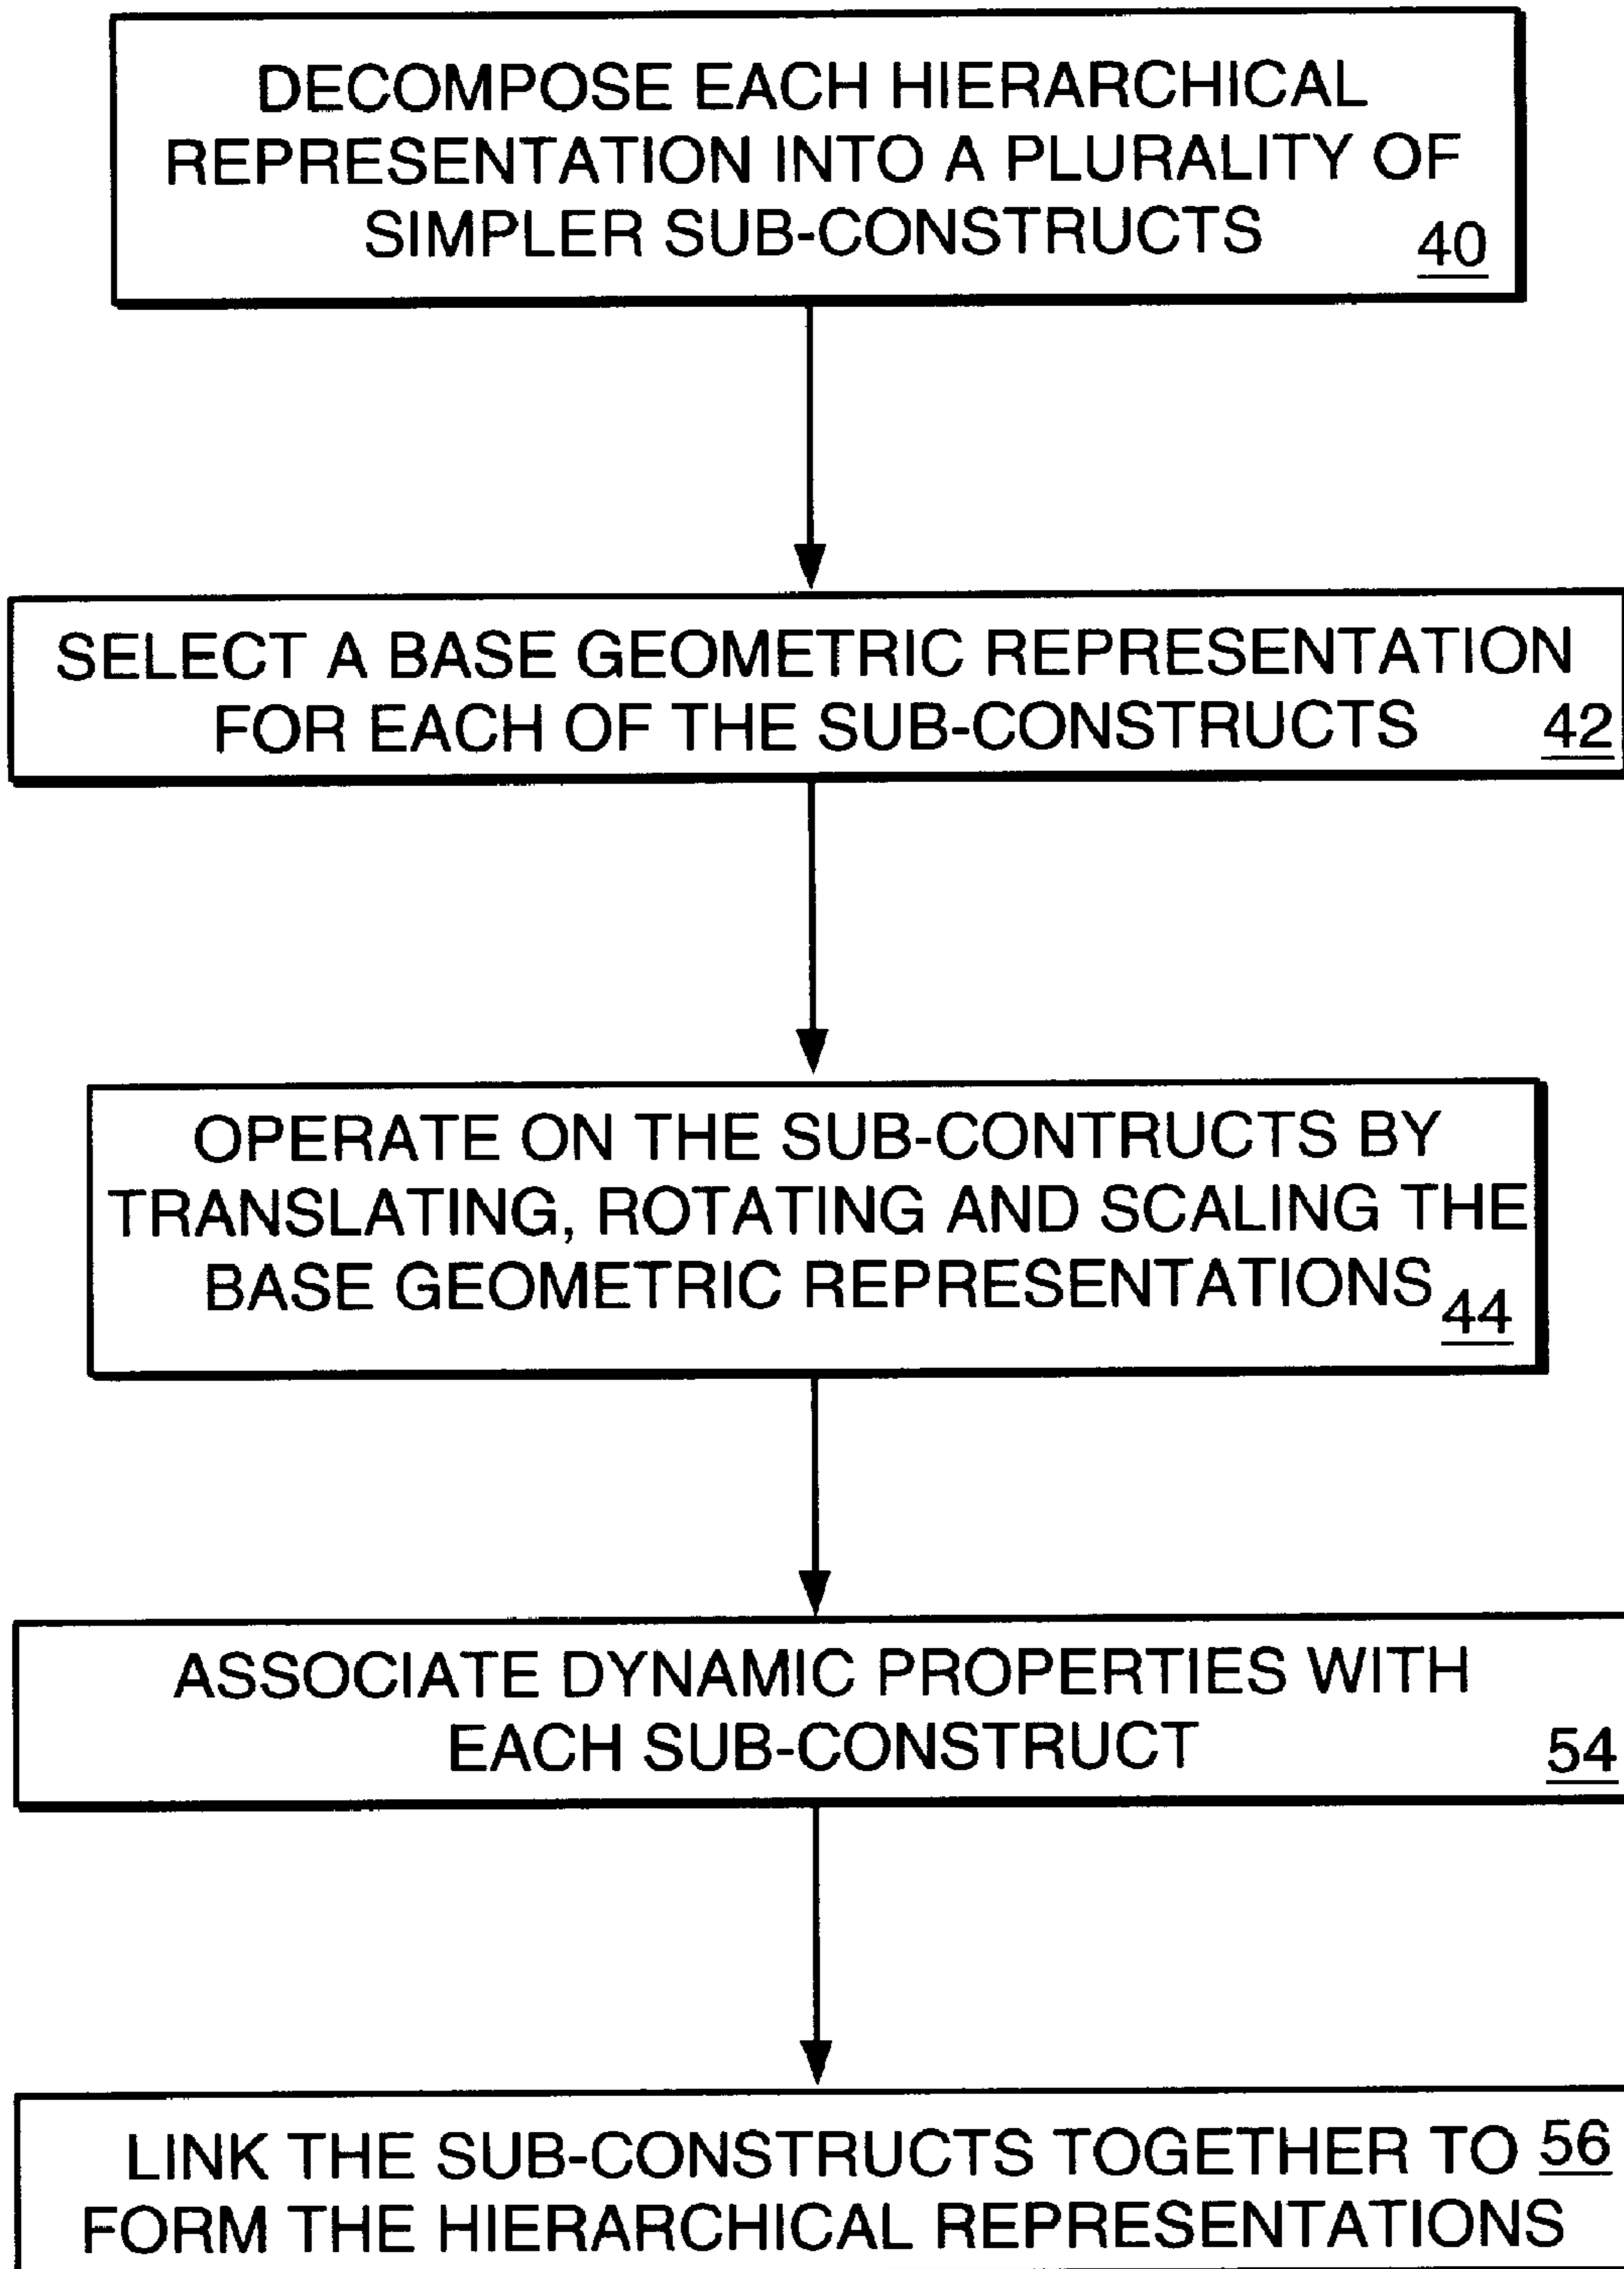 DECOMPOSE EACH HIERARCHICAL
REPRESENTATION INTO A PLURALITY OF
SIMPLER SUB-CONSTRUCTS 40
SELECT A BASE GEOMETRIC REPRESENTATION
FOR EACH OF THE SUB-CONSTRUCTS 42
OPERATE ON THE SUB-CONTRUCTS BY
TRANSLATING, ROTATING AND SCALING THE
BASE GEOMETRIC REPRESENTATIONS 44
ASSOCIATE DYNAMIC PROPERTIES WITH
EACH SUB-CONSTRUCT 54
LINK THE SUB-CONSTRUCTS TOGETHER TO 56
FORM THE HIERARCHICAL REPRESENTATIONS